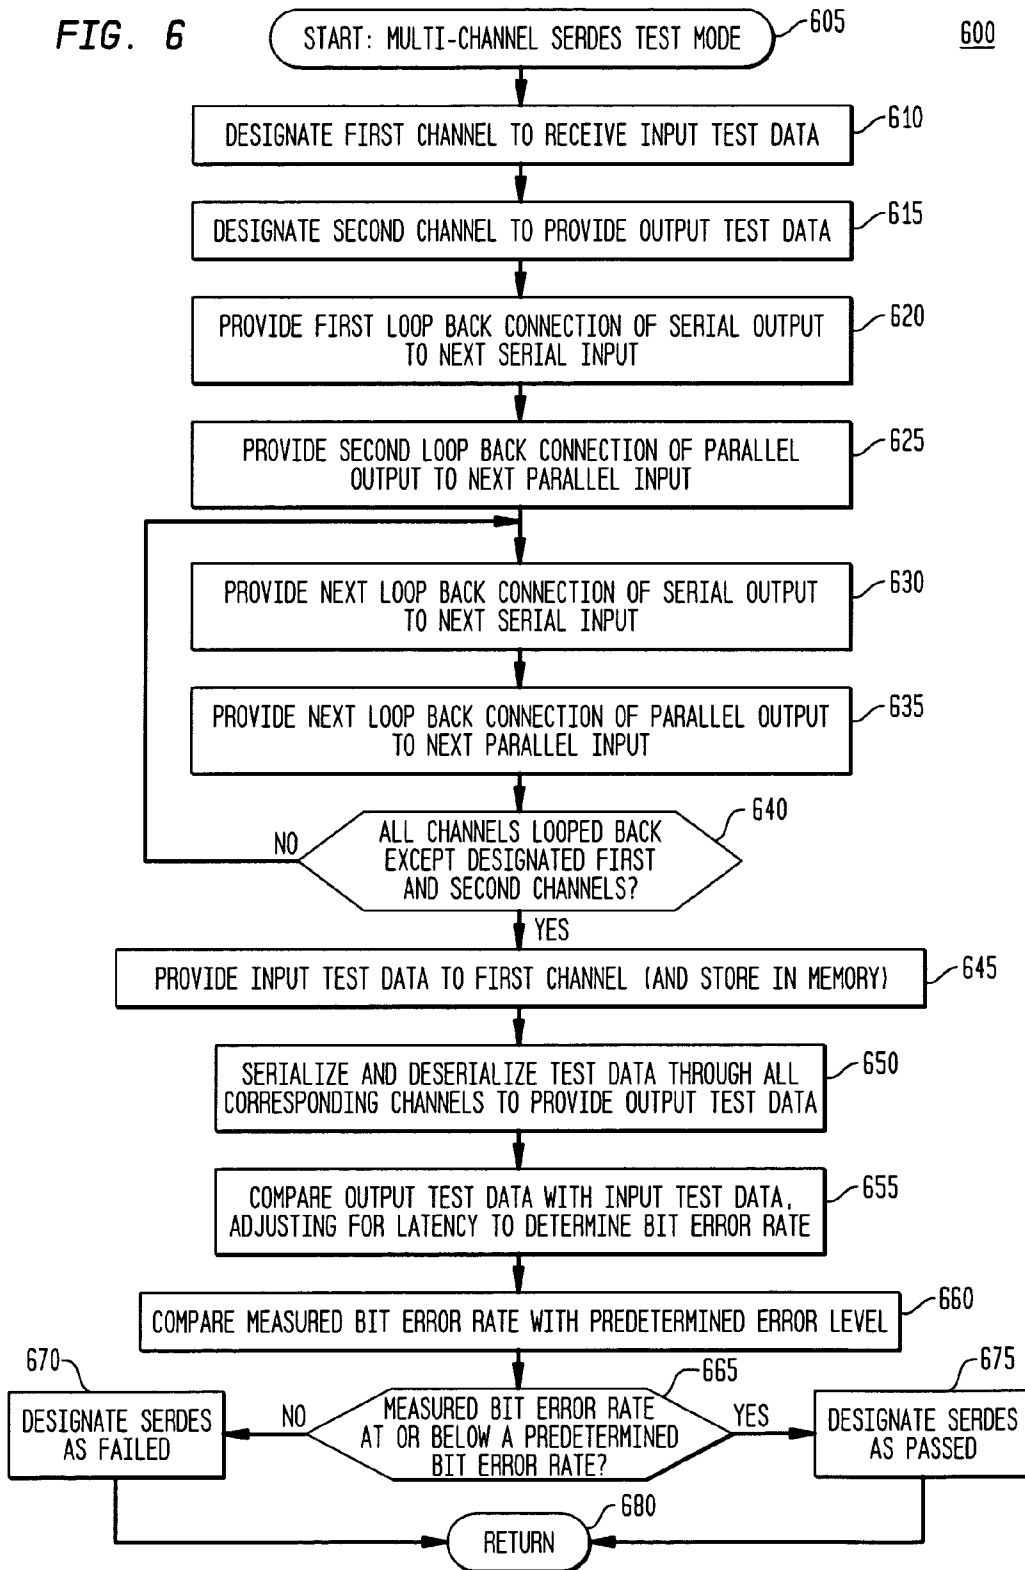 FIG. 6
START: MULTI-CHANNEL SERDES TEST MODE
605
600
DESIGNATE FIRST CHANNEL TO RECEIVE INPUT TEST DATA
610
DESIGNATE SECOND CHANNEL TO PROVIDE OUTPUT TEST DATA
615
PROVIDE FIRST LOOP BACK CONNECTION OF SERIAL OUTPUT
TO NEXT SERIAL INPUT
620
PROVIDE SECOND LOOP BACK CONNECTION OF PARALLEL
OUTPUT TO NEXT PARALLEL INPUT
625
PROVIDE NEXT LOOP BACK CONNECTION OF SERIAL OUTPUT
TO NEXT SERIAL INPUT
630
PROVIDE NEXT LOOP BACK CONNECTION OF PARALLEL OUTPUT
TO NEXT PARALLEL INPUT
635
ALL CHANNELS LOOPED BACK
EXCEPT DESIGNATED FIRST
AND SECOND CHANNELS?
640
NO
YES
PROVIDE INPUT TEST DATA TO FIRST CHANNEL (AND STORE IN MEMORY)
645
SERIALIZE AND DESERIALIZE TEST DATA THROUGH ALL
CORRESPONDING CHANNELS TO PROVIDE OUTPUT TEST DATA
650
COMPARE OUTPUT TEST DATA WITH INPUT TEST DATA,
ADJUSTING FOR LATENCY TO DETERMINE BIT ERROR RATE
655
COMPARE MEASURED BIT ERROR RATE WITH PREDETERMINED ERROR LEVEL
660
MEASURED BIT ERROR RATE
AT OR BELOW A PREDETERMINED
BIT ERROR RATE?
665
NO
YES
670
DESIGNATE SERDES
AS FAILED
675
DESIGNATE SERDES
AS PASSED
680
RETURN